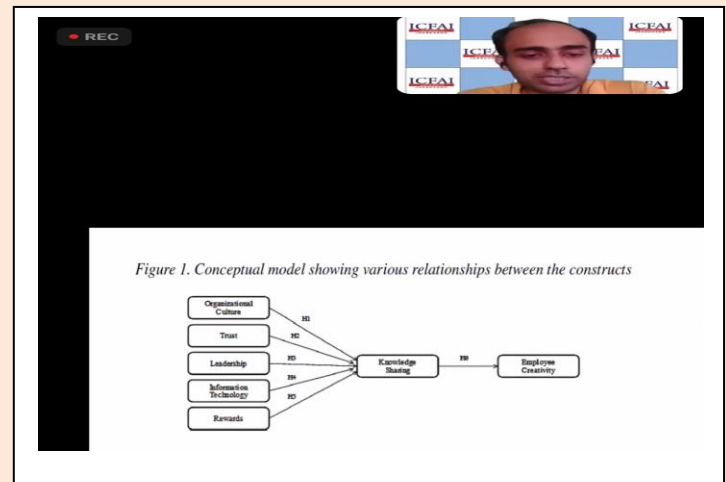 REC
ICFAI
ICFAI
ICFAI
Figure 1. Conceptual model showing various relationships between the constructs
Organizational
Culture
H1
Trust
H2
Leadership
H3
Knowledge
Sharing
H6
Employee
Creativity
Information
Technology
H4
Rewards
H5